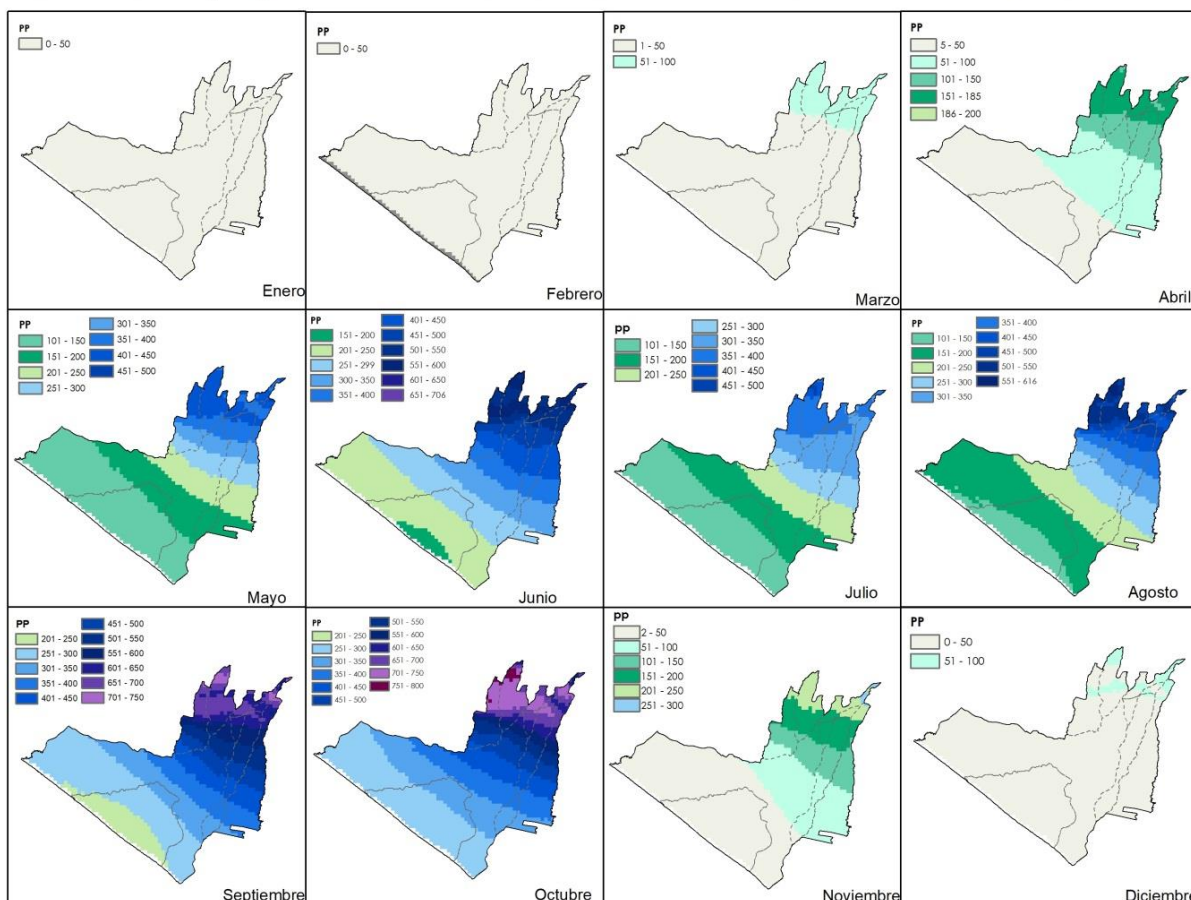 PP
0 - 50
Enero
PP
0 - 50
Febrero
PP
1 - 50
51 - 100
Marzo
PP
5 - 50
51 - 100
101 - 150
151 - 185
186 - 200
Abril
PP
101 - 150
151 - 200
201 - 250
251 - 300
301 - 350
351 - 400
401 - 450
451 - 500
Mayo
PP
151 - 200
201 - 250
251 - 299
300 - 350
351 - 400
401 - 450
451 - 500
501 - 550
551 - 600
601 - 650
651 - 706
Junio
PP
101 - 150
151 - 200
201 - 250
251 - 300
301 - 350
351 - 400
401 - 450
451 - 500
Julio
PP
101 - 150
151 - 200
201 - 250
251 - 300
301 - 350
351 - 400
401 - 450
451 - 500
501 - 550
551 - 616
Agosto
PP
201 - 250
251 - 300
301 - 350
351 - 400
401 - 450
451 - 500
501 - 550
551 - 600
601 - 650
651 - 700
701 - 750
Septiembre
PP
201 - 250
251 - 300
301 - 350
351 - 400
401 - 450
451 - 500
501 - 550
551 - 600
601 - 650
651 - 700
701 - 750
751 - 800
Octubre
PP
2 - 50
51 - 100
101 - 150
151 - 200
201 - 250
251 - 300
Noviembre
PP
0 - 50
51 - 100
Diciembre